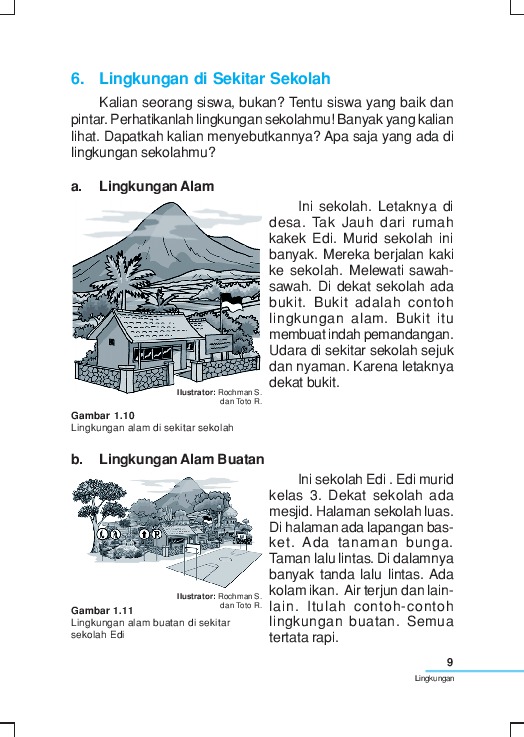 6. Lingkungan di Sekitar Sekolah
Kalian seorang siswa, bukan? Tentu siswa yang baik dan
pintar. Perhatikanlah lingkungan sekolahmu! Banyak yang kalian
lihat. Dapatkah kalian menyebutkannya? Apa saja yang ada di
lingkungan sekolahmu?
a. Lingkungan Alam
Ini sekolah. Letaknya di
desa. Tak Jauh dari rumah
kakek Edi. Murid sekolah ini
banyak. Mereka berjalan kaki
ke sekolah. Melewati sawah-
sawah. Di dekat sekolah ada
bukit. Bukit adalah contoh
lingkungan alam. Bukit itu
membuat indah pemandangan.
Udara di sekitar sekolah sejuk
dan nyaman. Karena letaknya
dekat bukit.
Ilustrator: Rochman S.
dan Toto R.
Gambar 1.10
Lingkungan alam di sekitar sekolah
b. Lingkungan Alam Buatan
Ini sekolah Edi . Edi murid
kelas 3. Dekat sekolah ada
mesjid. Halaman sekolah luas.
Di halaman ada lapangan bas-
ket. Ada tanaman bunga.
Taman lalu lintas. Di dalamnya
banyak tanda lalu lintas. Ada
kolam ikan. Air terjun dan lain-
lain. Itulah contoh-contoh
lingkungan buatan. Semua
tertata rapi.
P
Ilustrator: Rochman S.
dan Toto R.
Gambar 1.11
Lingkungan alam buatan di sekitar
sekolah Edi
9
Lingkungan